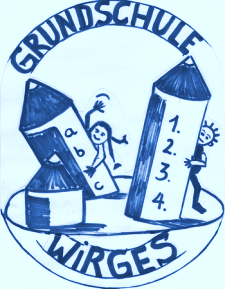 GRUNDSCHULE
a
b
c
1.
2.
3.
4.
WiRGES